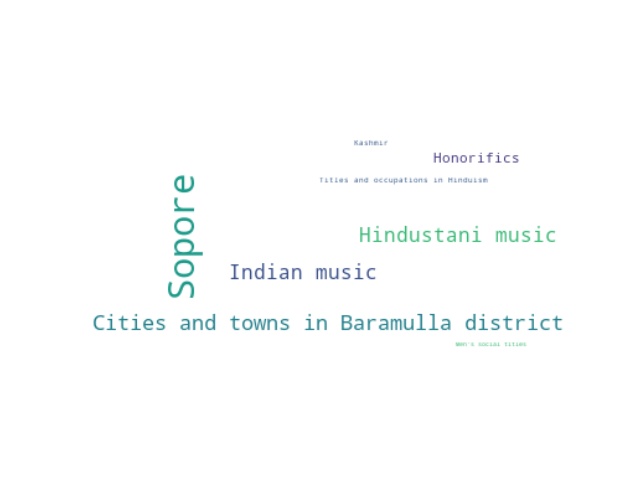 Kashmir
Honorifics
Titles and occupations in Hinduism
Sopore
Hindustani music
Indian music
Cities and towns in Baramulla district
Men's social titles